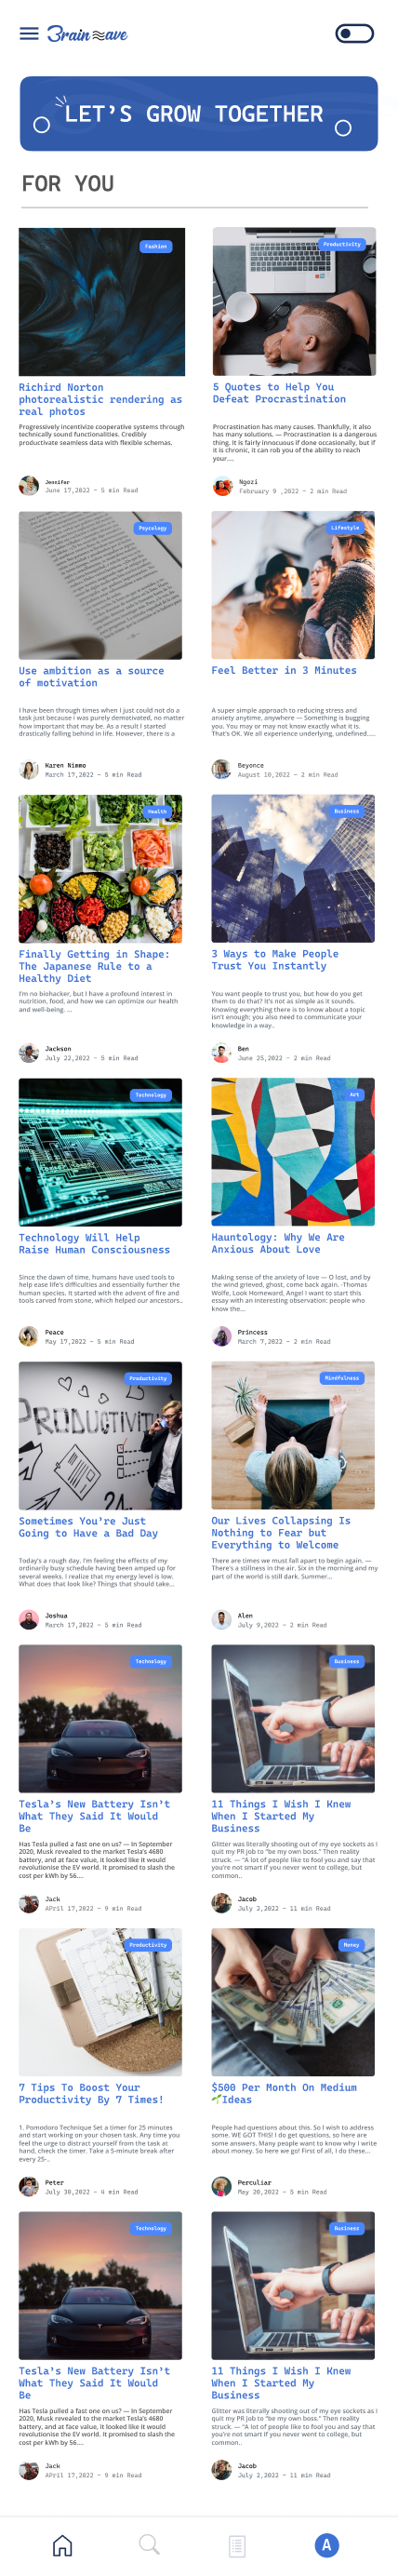 Brain wave
LET'S GROW TOGETHER
FOR YOU
Fashion
Richird Norton
photorealistic rendering as
real photos
Progressively incentivize cooperative systems through
technically sound functionalities. Credibly
productivate seamless data with flexible schemas.
Jennifer
June 17,2022 - 5 min Read
Productivity
5 Quotes to Help You
Defeat Procrastination
Procrastination has many causes. Thankfully, it also
has many solutions. — Procrastination is a dangerous
thing. It is fairly innocuous if done occasionally, but if
it is chronic, it can rob you of the ability to reach
your....
Ngozi
February 9 ,2022 - 2 min Read
Psycology
Use ambition as a source
of motivation
I have been through times when I just could not do a
task just because i was purely demotivated, no matter
how important that may be. As a result I started
drastically falling behind in life. However, there is a
Karen Nimmo
March 17,2022 - 5 min Read
Lifestyle
Feel Better in 3 Minutes
A super simple approach to reducing stress and
anxiety anytime, anywhere — Something is bugging
you. You may or may not know exactly what it is.
That's OK. We all experience underlying, undefined.....
Beyonce
August 10,2022 - 2 min Read
Health
Finally Getting in Shape:
The Japanese Rule to a
Healthy Diet
I'm no biohacker, but I have a profound interest in
nutrition, food, and how we can optimize our health
and well-being. ...
Jackson
July 22,2022 - 5 min Read
Business
3 Ways to Make People
Trust You Instantly
You want people to trust you, but how do you get
them to do that? It's not as simple as it sounds.
Knowing everything there is to know about a topic
isn't enough; you also need to communicate your
knowledge in a way..
Ben
June 25,2022 - 2 min Read
Technology
Technology Will Help
Raise Human Consciousness
Since the dawn of time, humans have used tools to
help ease life's difficulties and essentially further the
human species. It started with the advent of fire and
tools carved from stone, which helped our ancestors..
Peace
May 17,2022 - 5 min Read
Art
Hauntology: Why We Are
Anxious About Love
Making sense of the anxiety of love — O lost, and by
the wind grieved, ghost, come back again. -Thomas
Wolfe, Look Homeward, Angel I want to start this
essay with an interesting observation; people who
know the...
Princess
March 7,2022 - 2 min Read
PRODUCTIVITY
24
Productivity
Sometimes You're Just
Going to Have a Bad Day
Today's a rough day. I'm feeling the effects of my
ordinarily busy schedule having been amped up for
several weeks. I realize that my energy level is low.
What does that look like? Things that should take...
Joshua
March 17,2022 - 5 min Read
Mindfulness
Our Lives Collapsing Is
Nothing to Fear but
Everything to Welcome
There are times we must fall apart to begin again. —
There's a stillness in the air. Six in the morning and my
part of the world is still dark. Summer...
Alen
July 9,2022 - 2 min Read
Technology
Tesla's New Battery Isn't
What They Said It Would
Be
Has Tesla pulled a fast one on us? — In September
2020, Musk revealed to the market Tesla's 4680
battery, and at face value, it looked like it would
revolutionise the EV world. It promised to slash the
cost per kWh by 56....
Jack
APril 17,2022 - 9 min Read
Business
11 Things I Wish I Knew
When I Started My
Business
Glitter was literally shooting out of my eye sockets as i
quit my PR job to "be my own boss." Then reality
struck. — "A lot of people like to fool you and say that
you're not smart if you never went to college, but
common..
Jacob
July 2,2022 - 11 min Read
Productivity
7 Tips To Boost Your
Productivity By 7 Times!
1. Pomodoro Technique Set a timer for 25 minutes
and start working on your chosen task. Any time you
feel the urge to distract yourself from the task at
hand, check the timer. Take a 5-minute break after
every 25-..
Peter
July 30,2022 - 4 min Read
Money
$500 Per Month On Medium
Ideas
People had questions about this. So I wish to address
some. WE GOT THIS! I do get questions, so here are
some answers. Many people want to know why I write
about money. So here we go! First of all, I do these...
Perculiar
May 20,2022 - 5 min Read
Technology
Tesla's New Battery Isn't
What They Said It Would
Be
Has Tesla pulled a fast one on us? — In September
2020, Musk revealed to the market Tesla's 4680
battery, and at face value, it looked like it would
revolutionise the EV world. It promised to slash the
cost per kWh by 56....
Jack
APril 17,2022 - 9 min Read
Business
11 Things I Wish I Knew
When I Started My
Business
Glitter was literally shooting out of my eye sockets as i
quit my PR job to "be my own boss." Then reality
struck. — "A lot of people like to fool you and say that
you're not smart if you never went to college, but
common..
Jacob
July 2,2022 - 11 min Read
A